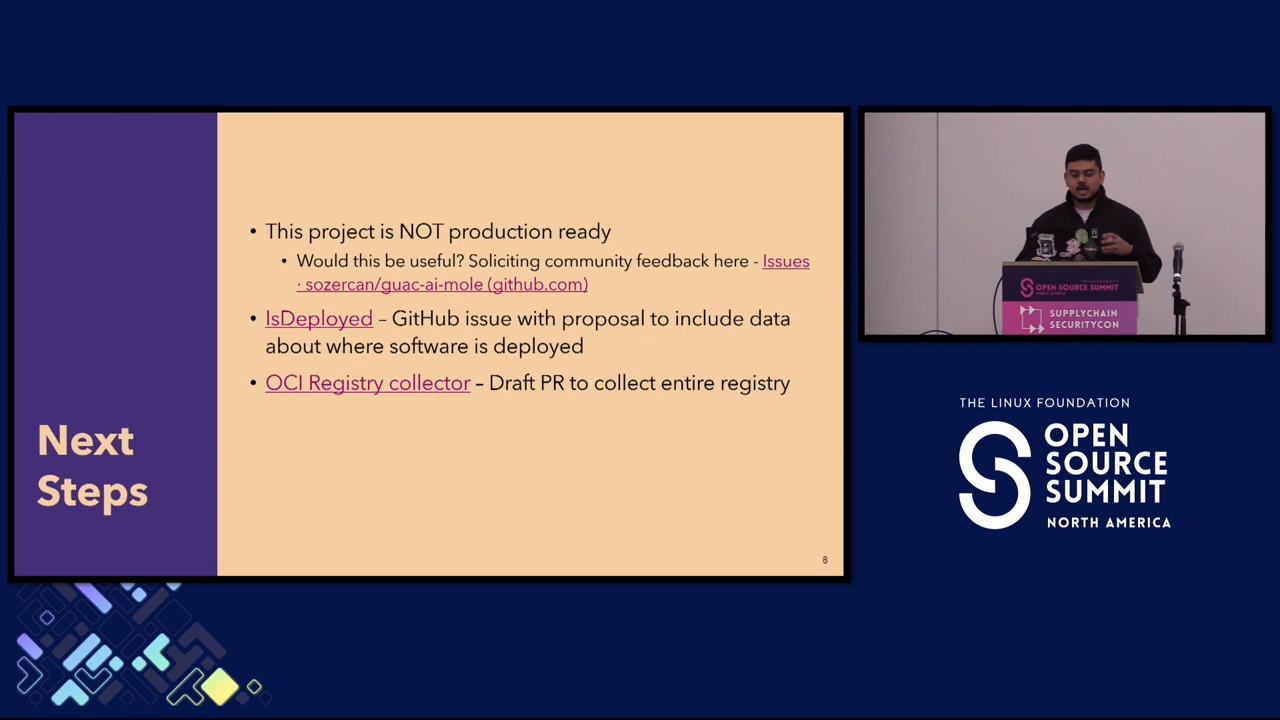 Next
Steps
• This project is NOT production ready
• Would this be useful? Soliciting community feedback here - Issues
· sozercan/guac-ai-mole (github.com)
• IsDeployed – GitHub issue with proposal to include data
about where software is deployed
• OCI Registry collector – Draft PR to collect entire registry
8
OPEN SOURCE SUMMIT
NORTH AMERICA
SUPPLYCHAIN
SECURITYCON
THE LINUX FOUNDATION
OPEN
SOURCE
SUMMIT
NORTH AMERICA